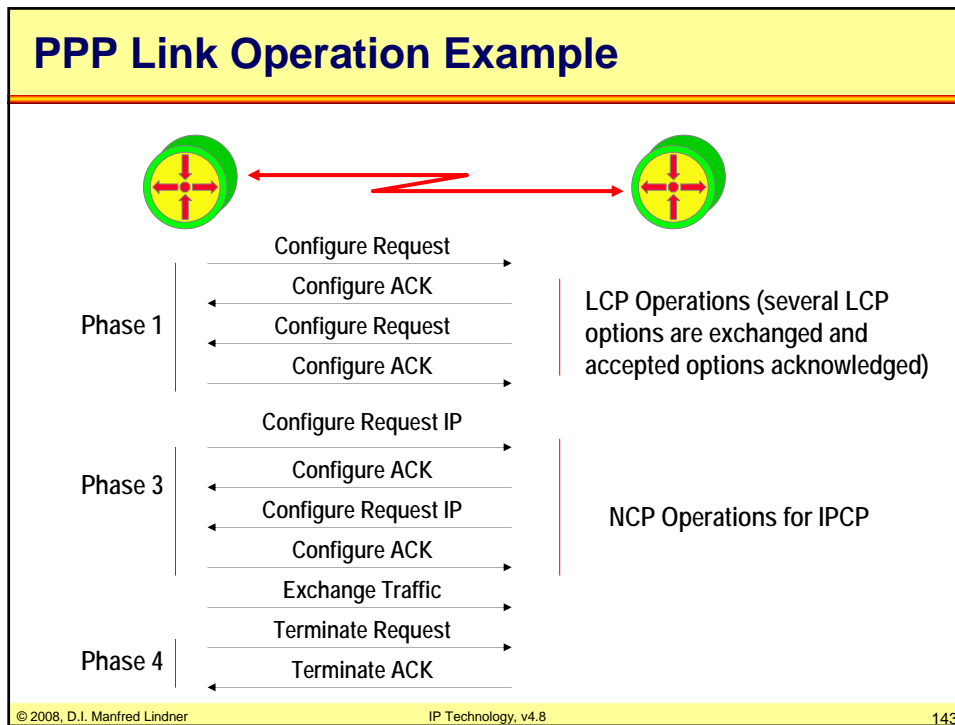 PPP Link Operation Example
Configure Request
Configure ACK
Phase 1
Configure Request
Configure ACK
LCP Operations (several LCP
options are exchanged and
accepted options acknowledged)
Configure Request IP
Configure ACK
Phase 3
Configure Request IP
Configure ACK
NCP Operations for IPCP
Exchange Traffic
Terminate Request
Phase 4
Terminate ACK
© 2008, D.I. Manfred Lindner
IP Technology, v4.8
143